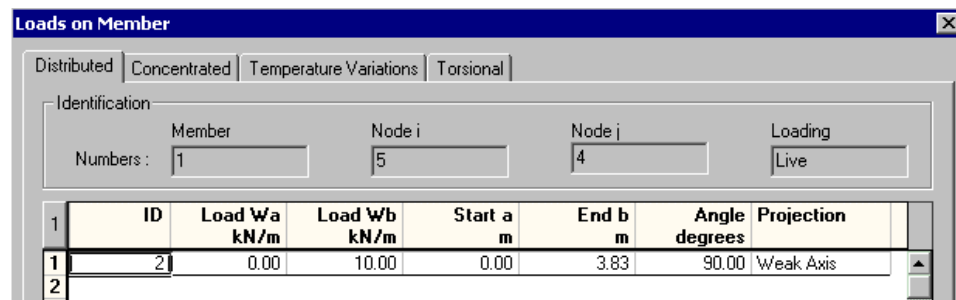 Loads on Member
Distributed Concentrated Temperature Variations Torsional
Identification
Member Node i Node j Loading
Numbers : 1 5 4 Live
1 ID Load Wa Load Wb Start a End b Angle Projection
kN/m kN/m m m degrees
1 2 0.00 10.00 0.00 3.83 90.00 Weak Axis
2